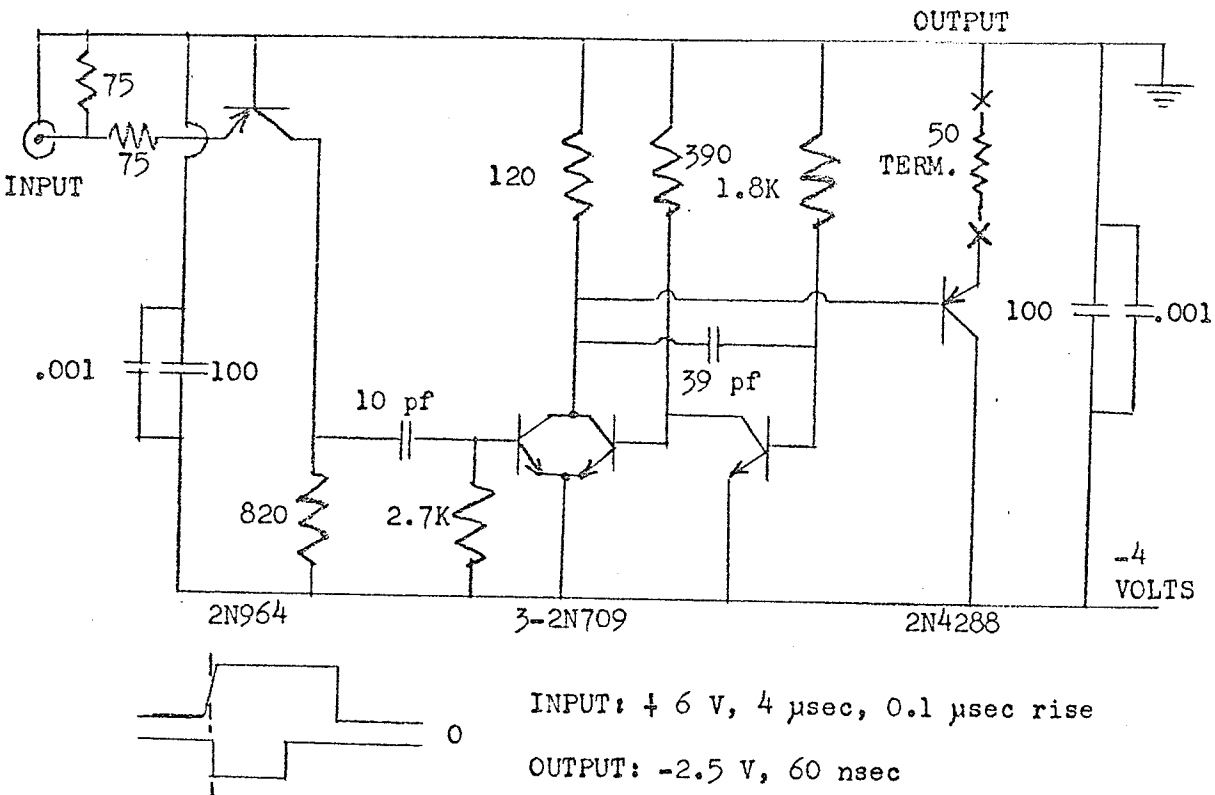 OUTPUT
75
75
INPUT
50
TERM.
120
390
1.8K
100
.001
.001
100
39 pf
10 pf
820
2.7K
-4
VOLTS
2N964
3-2N709
2N4288
INPUT: + 6 V, 4 μsec, 0.1 μsec rise
0
OUTPUT: -2.5 V, 60 nsec